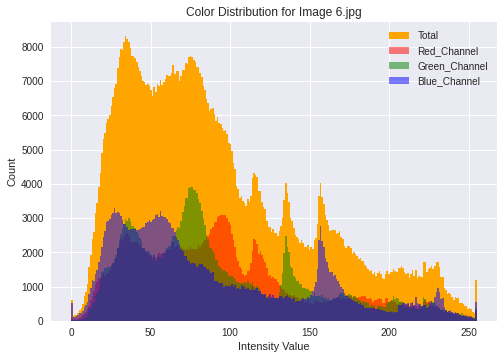 Color Distribution for Image 6.jpg
Total
Red_Channel
Green_Channel
Blue_Channel
Count
8000
7000
6000
5000
4000
3000
2000
1000
0
0 50 100 150 200 250
Intensity Value